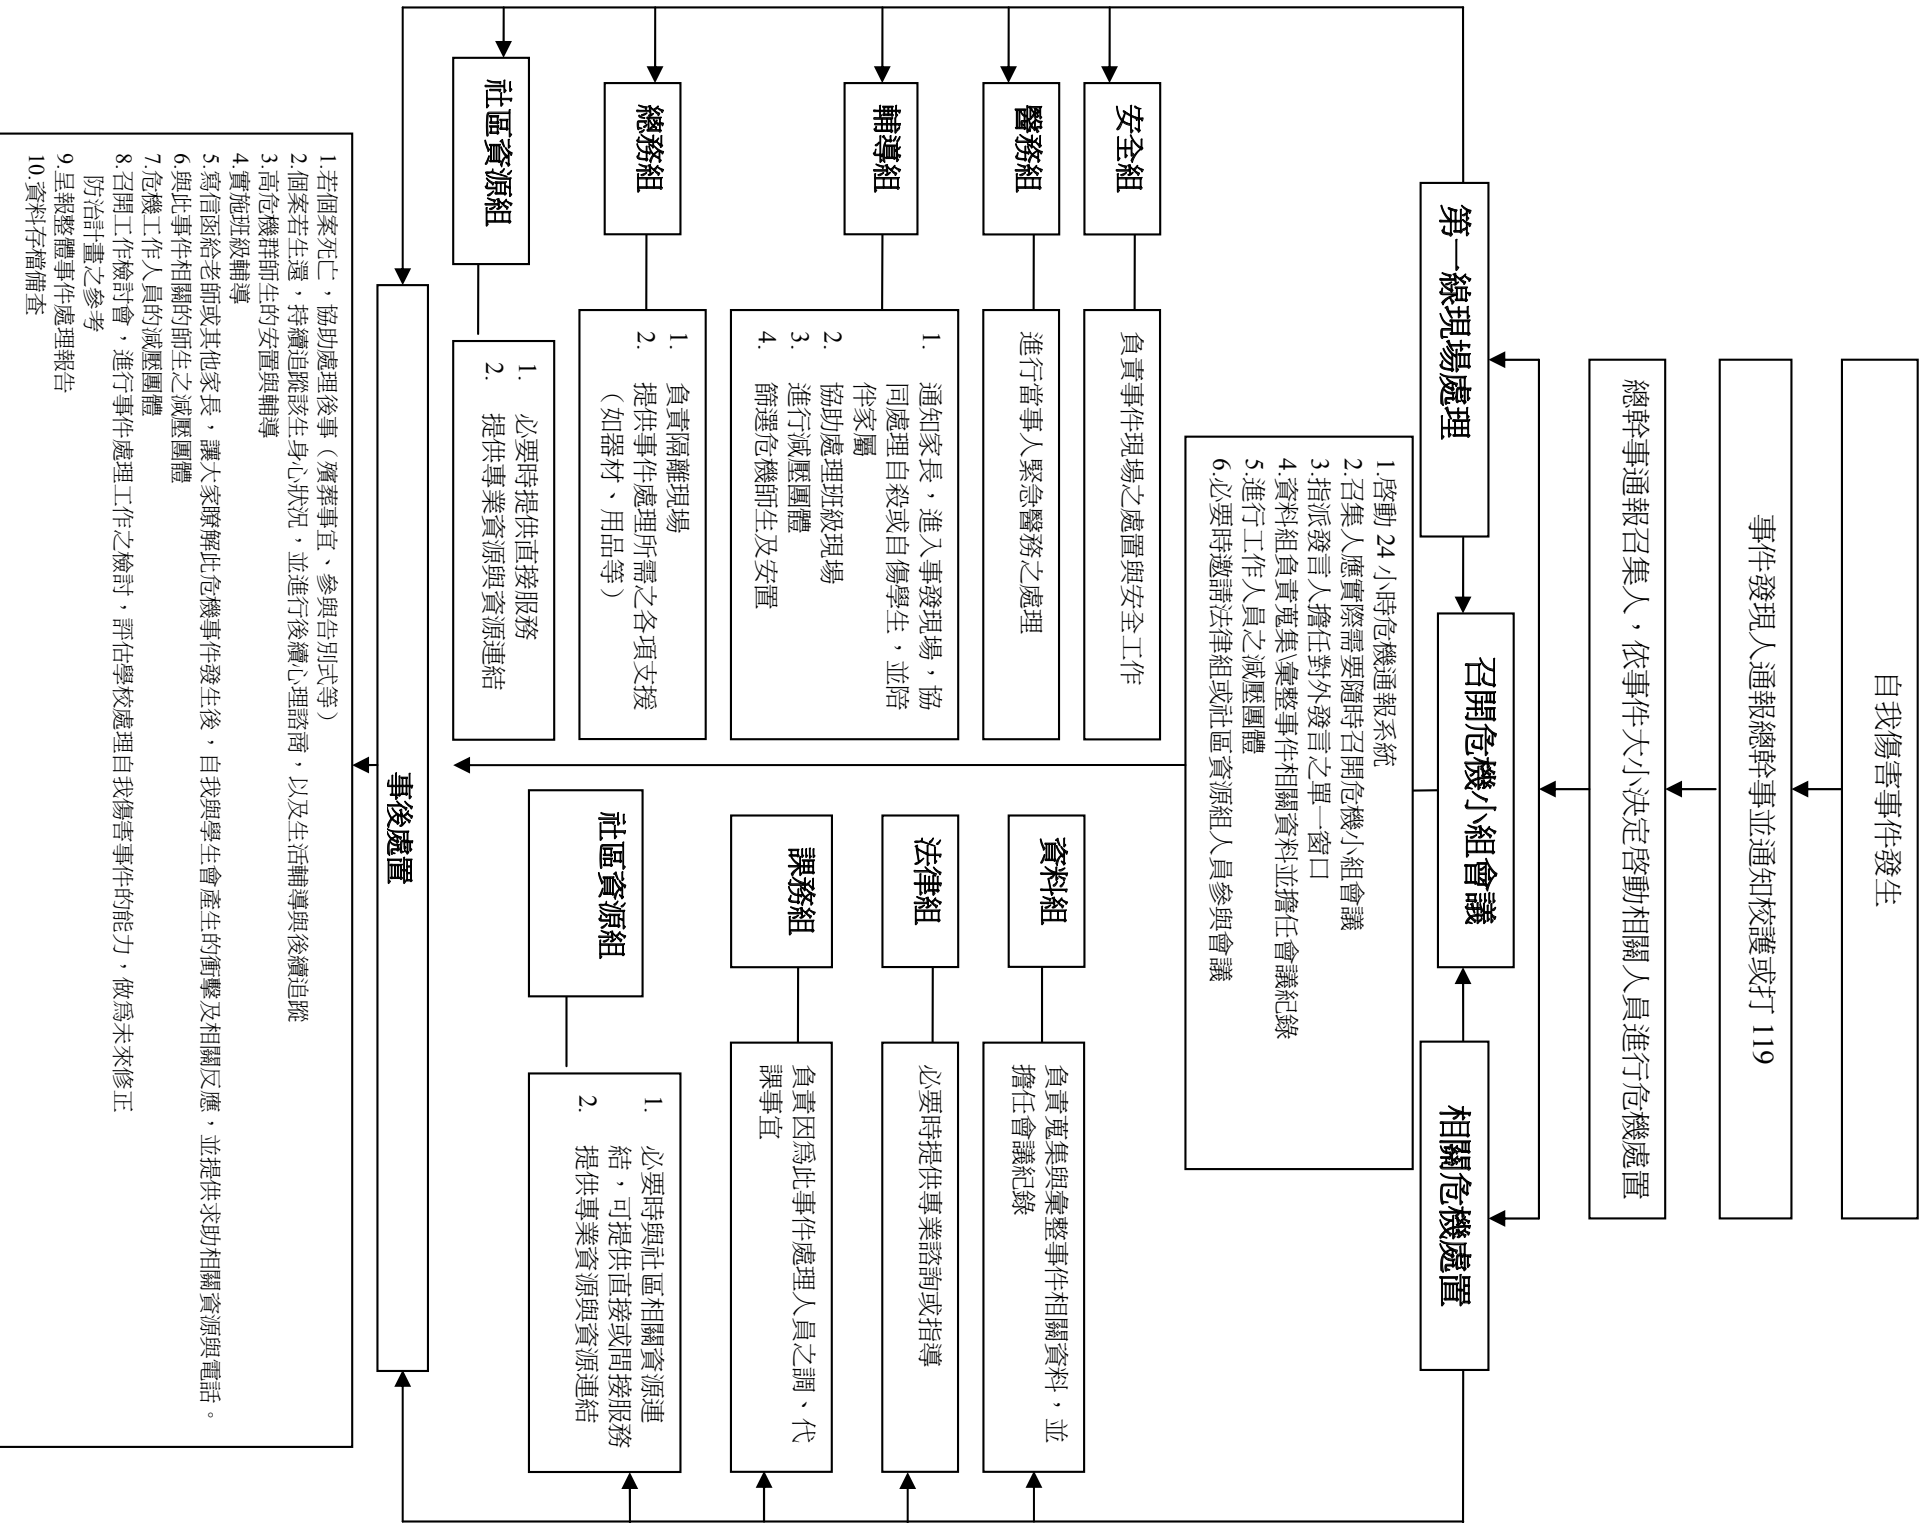 自我傷害事件發生
事件發現人通報總幹事並通知校護或打 119
總幹事通報召集人，依事件大小決定啓動相關人員進行危機處置
第一線現場處理
召開危機小組會議
相關危機處置
1.啓動 24 小時危機通報系統
2.召集人應實際需要隨時召開危機小組會議
3.指派發言人擔任對外發言之單一窗口
4.資料組負責蒐集\彙整事件相關資料並擔任會議紀錄
5.進行工作人員之減壓團體
6.必要時邀請法律組或社區資源組人員參與會議
安全組
負責事件現場之處置與安全工作
醫務組
進行當事人緊急醫務之處理
輔導組
1. 通知家長，進入事發現場，協
同處理自殺或自傷學生，並陪
伴家屬
2. 協助處理班級現場
3. 進行減壓團體
4. 篩選危機師生及安置
總務組
1. 負責隔離現場
2. 提供事件處理所需之各項支援
（如器材、用品等）
社區資源組
1. 必要時提供直接服務
2. 提供專業資源與資源連結
資料組
負責蒐集與彙整事件相關資料，並
擔任會議紀錄
法律組
必要時提供專業諮詢或指導
課務組
負責因爲此事件處理人員之調、代
課事宜
社區資源組
1. 必要時與社區相關資源連
結，可提供直接或間接服務
2. 提供專業資源與資源連結
事後處置
1.若個案死亡，協助處理後事（殯葬事宜、參與告別式等）
2.個案若生還，持續追蹤該生身心狀況，並進行後續心理諮商，以及生活輔導與後續追蹤
3.高危機群師生的安置與輔導
4.實施班級輔導
5.寫信函給老師或其他家長，讓大家瞭解此危機事件發生後，自我與學生會產生的衝擊及相關反應，並提供求助相關資源與電話。
6.與此事件相關的師生之減壓團體
7.危機工作人員的減壓團體
8.召開工作檢討會，進行事件處理工作之檢討，評估學校處理自我傷害事件的能力，做爲未來修正
防治計畫之參考
9.呈報整體事件處理報告
10.資料存檔備查